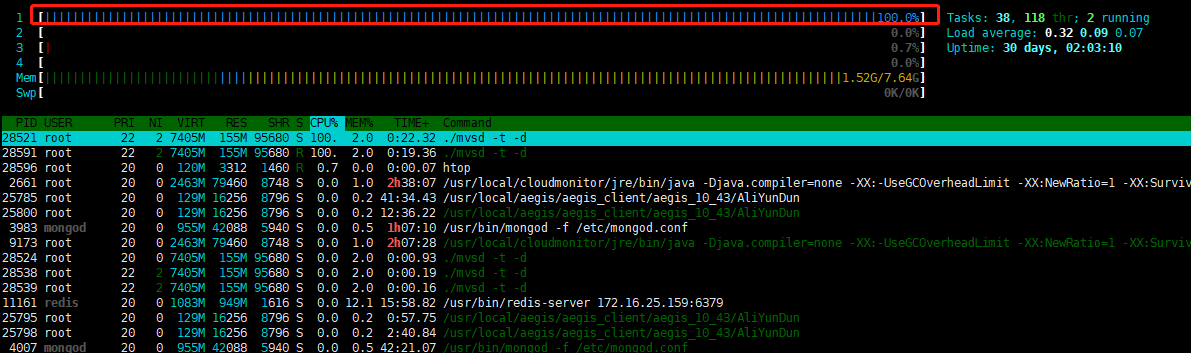 1 [||||||||||||||||||||||||||||||||||||||||||||||||||||||||||||||||||||||||||||||||||||||||||||||||||||||||||||||||100.0%] Tasks: 38, 118 thr; 2 running
2 [ 0.0%] Load average: 0.32 0.09 0.07
3 [| 0.7%] Uptime: 30 days, 02:03:10
4 [ 0.0%]
Mem[||||||||||||||||||||||||||||||||||||||||||||||||||||||||||||||||||||||||||||||||||||||||||||||||||||||||||||1.52G/7.64G]
Swp[ 0K/0K]
PID USER PRI NI VIRT RES SHR S CPU% MEM% TIME+ Command
28521 root 22 2 7405M 155M 95680 S 100. 2.0 0:22.32 ./mvsd -t -d
28591 root 22 2 7405M 155M 95680 R 100. 2.0 0:19.36 ./mvsd -t -d
28596 root 20 0 120M 3312 1460 R 0.7 0.0 0:00.07 htop
2661 root 20 0 2463M 79460 8748 S 0.0 1.0 2h38:07 /usr/local/cloudmonitor/jre/bin/java -Djava.compiler=none -XX:-UseGCOverheadLimit -XX:NewRatio=1 -XX:Surviv
25785 root 20 0 129M 16256 8796 S 0.0 0.2 41:34.43 /usr/local/aegis/aegis_client/aegis_10_43/AliYunDun
25800 root 20 0 129M 16256 8796 S 0.0 0.2 12:36.22 /usr/local/aegis/aegis_client/aegis_10_43/AliYunDun
3983 mongod 20 0 955M 42088 5940 S 0.0 0.5 1h07:10 /usr/bin/mongod -f /etc/mongod.conf
9173 root 20 0 2463M 79460 8748 S 0.0 1.0 2h07:28 /usr/local/cloudmonitor/jre/bin/java -Djava.compiler=none -XX:-UseGCOverheadLimit -XX:NewRatio=1 -XX:Surviv
28524 root 20 0 7405M 155M 95680 S 0.0 2.0 0:00.93 ./mvsd -t -d
28538 root 22 2 7405M 155M 95680 S 0.0 2.0 0:00.19 ./mvsd -t -d
28539 root 22 2 7405M 155M 95680 S 0.0 2.0 0:00.16 ./mvsd -t -d
11161 redis 20 0 1083M 949M 1616 S 0.0 12.1 15:58.82 /usr/bin/redis-server 172.16.25.159:6379
25795 root 20 0 129M 16256 8796 S 0.0 0.2 0:57.75 /usr/local/aegis/aegis_client/aegis_10_43/AliYunDun
25798 root 20 0 129M 16256 8796 S 0.0 0.2 2:40.84 /usr/local/aegis/aegis_client/aegis_10_43/AliYunDun
4007 mongod 20 0 955M 42088 5940 S 0.0 0.5 42:21.07 /usr/bin/mongod -f /etc/mongod.conf